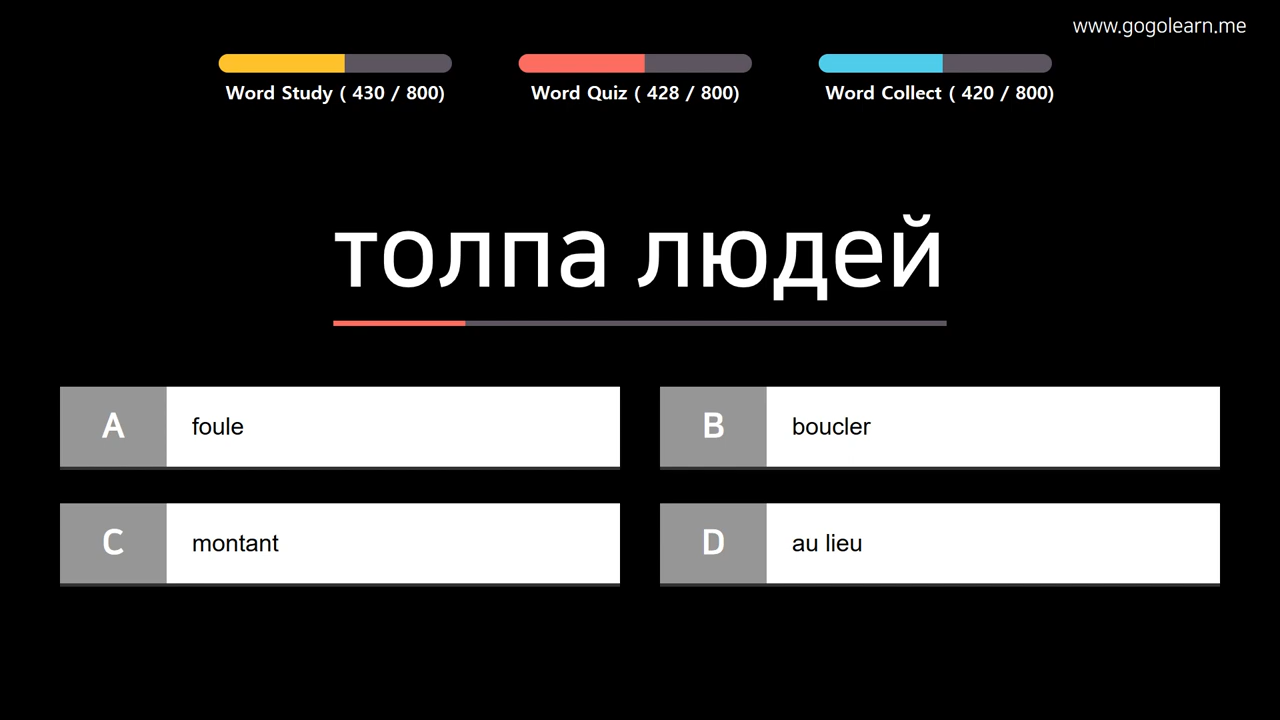 www.gogolearn.me
Word Study ( 430 / 800)
Word Quiz ( 428 / 800)
Word Collect ( 420 / 800)
толпа людей
A foule
B boucler
C montant
D au lieu